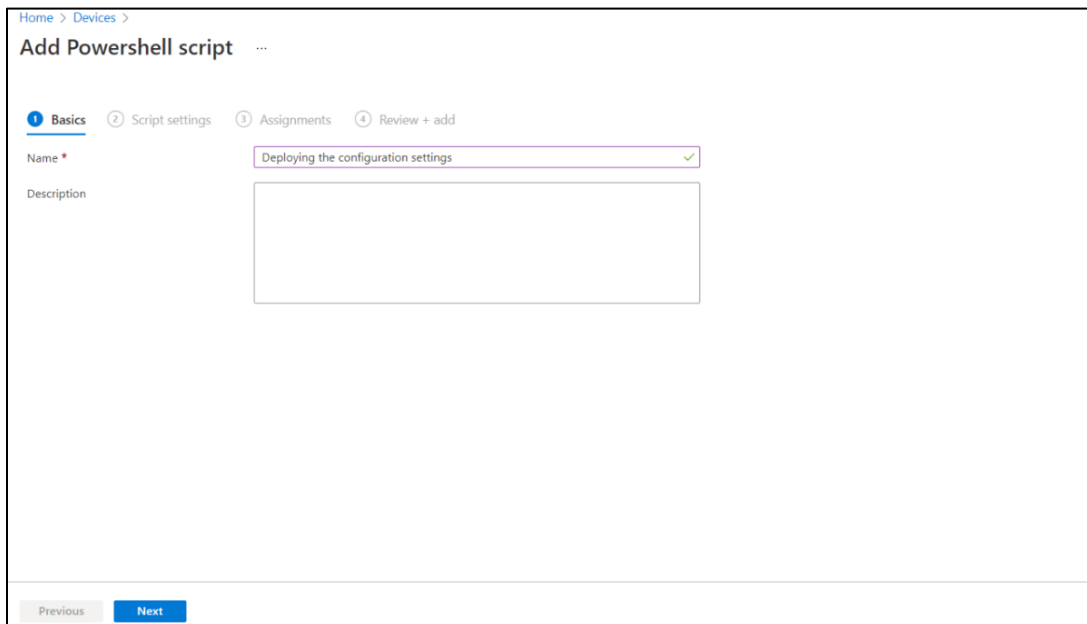 Home > Devices >
Add Powershell script ...
1 Basics 2 Script settings 3 Assignments 4 Review + add
Name * Deploying the configuration settings
Description
Previous Next